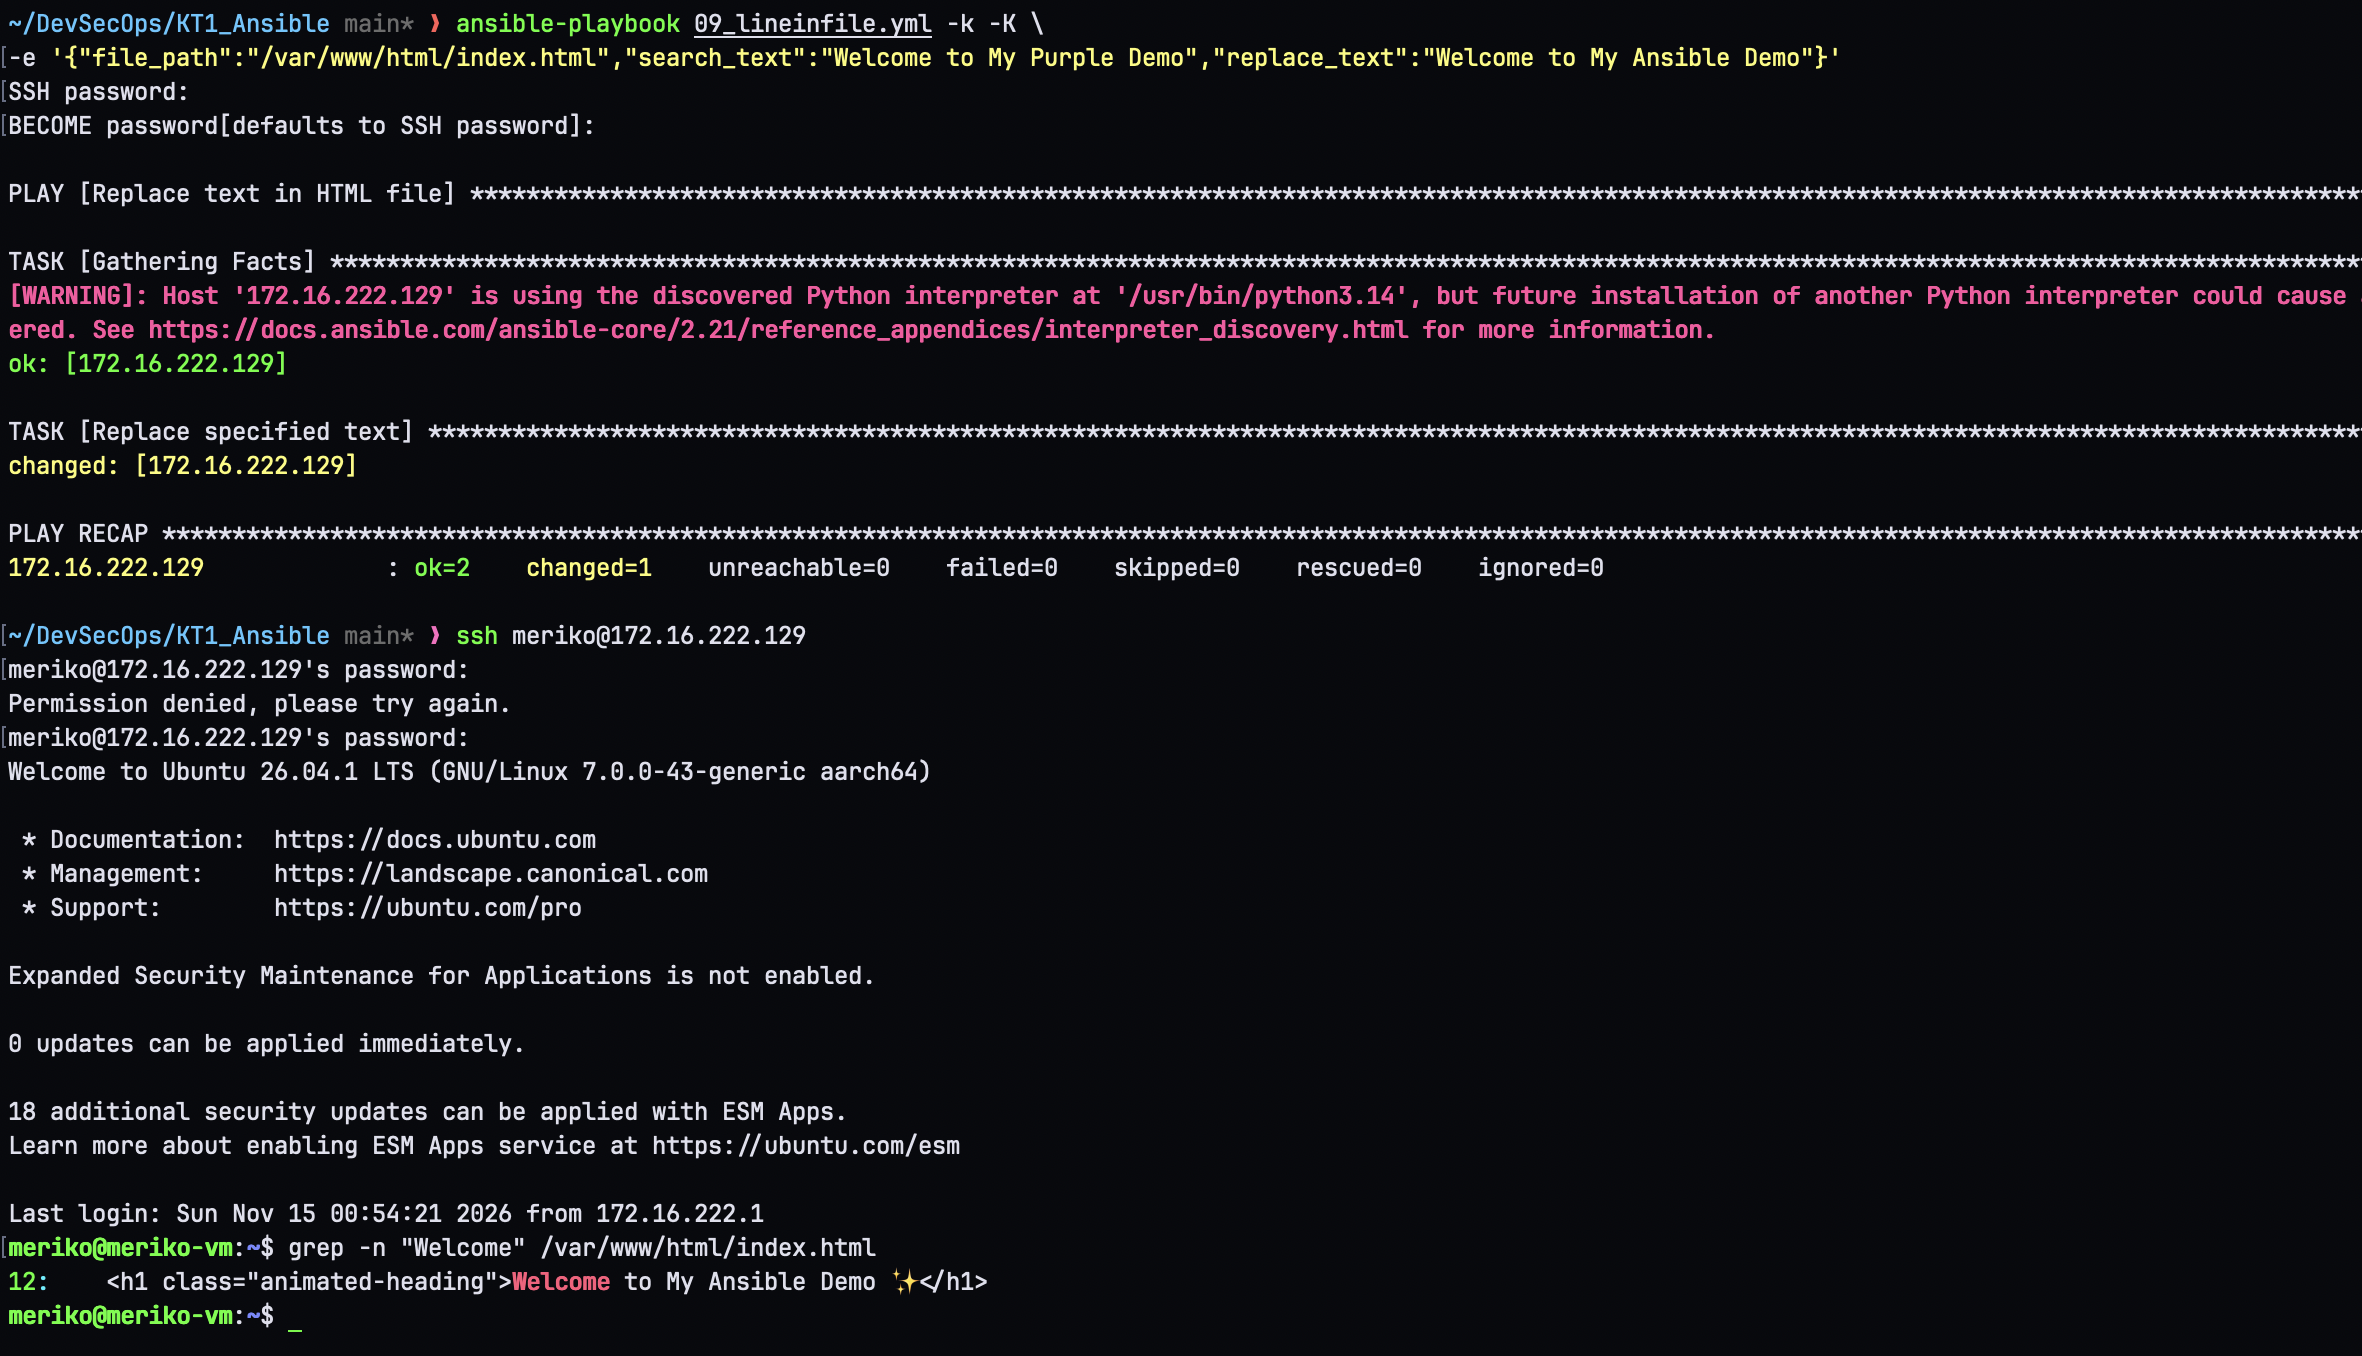 ~/DevSecOps/KT1_Ansible main* ❯ ansible-playbook 09_lineinfile.yml -k -K \
-e '{"file_path":"/var/www/html/index.html","search_text":"Welcome to My Purple Demo","replace_text":"Welcome to My Ansible Demo"}'
SSH password:
BECOME password[defaults to SSH password]:
PLAY [Replace text in HTML file] ***************************************************************************************************************************************
TASK [Gathering Facts] *************************************************************************************************************************************************
[WARNING]: Host '172.16.222.129' is using the discovered Python interpreter at '/usr/bin/python3.14', but future installation of another Python interpreter could cause
ered. See https://docs.ansible.com/ansible-core/2.21/reference_appendices/interpreter_discovery.html for more information.
ok: [172.16.222.129]
TASK [Replace specified text] ******************************************************************************************************************************************
changed: [172.16.222.129]
PLAY RECAP *************************************************************************************************************************************************************
172.16.222.129             : ok=2    changed=1    unreachable=0    failed=0    skipped=0    rescued=0    ignored=0
~/DevSecOps/KT1_Ansible main* ❯ ssh meriko@172.16.222.129
meriko@172.16.222.129's password:
Permission denied, please try again.
meriko@172.16.222.129's password:
Welcome to Ubuntu 26.04.1 LTS (GNU/Linux 7.0.0-43-generic aarch64)
 * Documentation:  https://docs.ubuntu.com
 * Management:     https://landscape.canonical.com
 * Support:        https://ubuntu.com/pro
Expanded Security Maintenance for Applications is not enabled.
0 updates can be applied immediately.
18 additional security updates can be applied with ESM Apps.
Learn more about enabling ESM Apps service at https://ubuntu.com/esm
Last login: Sun Nov 15 00:54:21 2026 from 172.16.222.1
meriko@meriko-vm:~$ grep -n "Welcome" /var/www/html/index.html
12:    <h1 class="animated-heading">Welcome to My Ansible Demo ✨</h1>
meriko@meriko-vm:~$ _